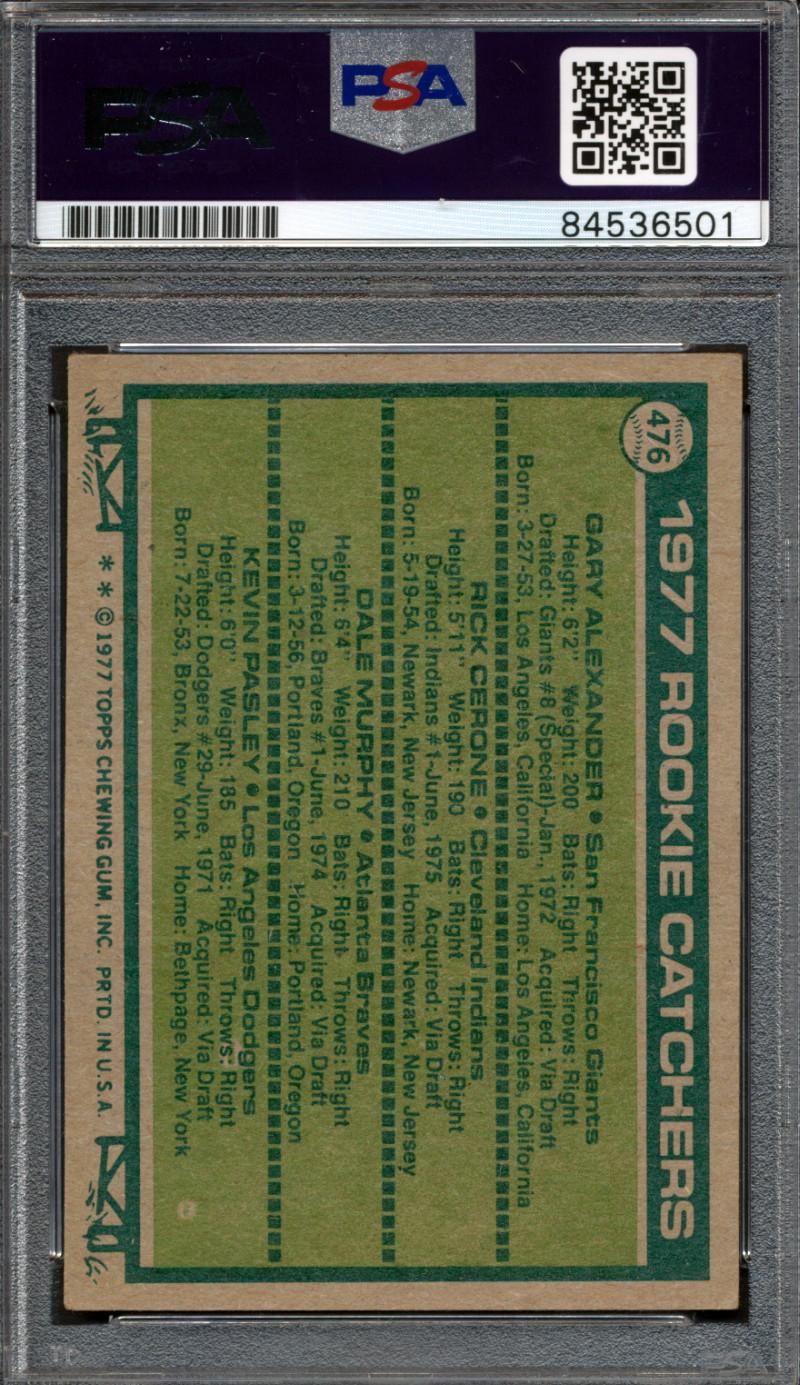 PSA
PSA
84536501
476
1977 ROOKIE CATCHERS
GARY ALEXANDER • San Francisco Giants
Height: 6'2" Weight: 200 Bats: Right Throws: Right
Drafted: Giants #8 (Special)-Jan., 1972 Acquired: Via Draft
Born: 3-27-53, Los Angeles, California Home: Los Angeles, California
RICK CERONE • Cleveland Indians
Height: 5'11" Weight: 190 Bats: Right Throws: Right
Drafted: Indians #1-June, 1975 Acquired: Via Draft
Born: 5-19-54, Newark, New Jersey Home: Newark, New Jersey
DALE MURPHY • Atlanta Braves
Height: 6'4" Weight: 210 Bats: Right Throws: Right
Drafted: Braves #1-June, 1974 Acquired: Via Draft
Born: 3-12-56, Portland, Oregon Home: Portland, Oregon
KEVIN PASLEY • Los Angeles Dodgers
Height: 6'0" Weight: 185 Bats: Right Throws: Right
Drafted: Dodgers #29-June, 1971 Acquired: Via Draft
Born: 7-22-53, Bronx, New York Home: Bethpage, New York
* * © 1977 TOPPS CHEWING GUM, INC. PRTD. IN U.S.A.
PSA